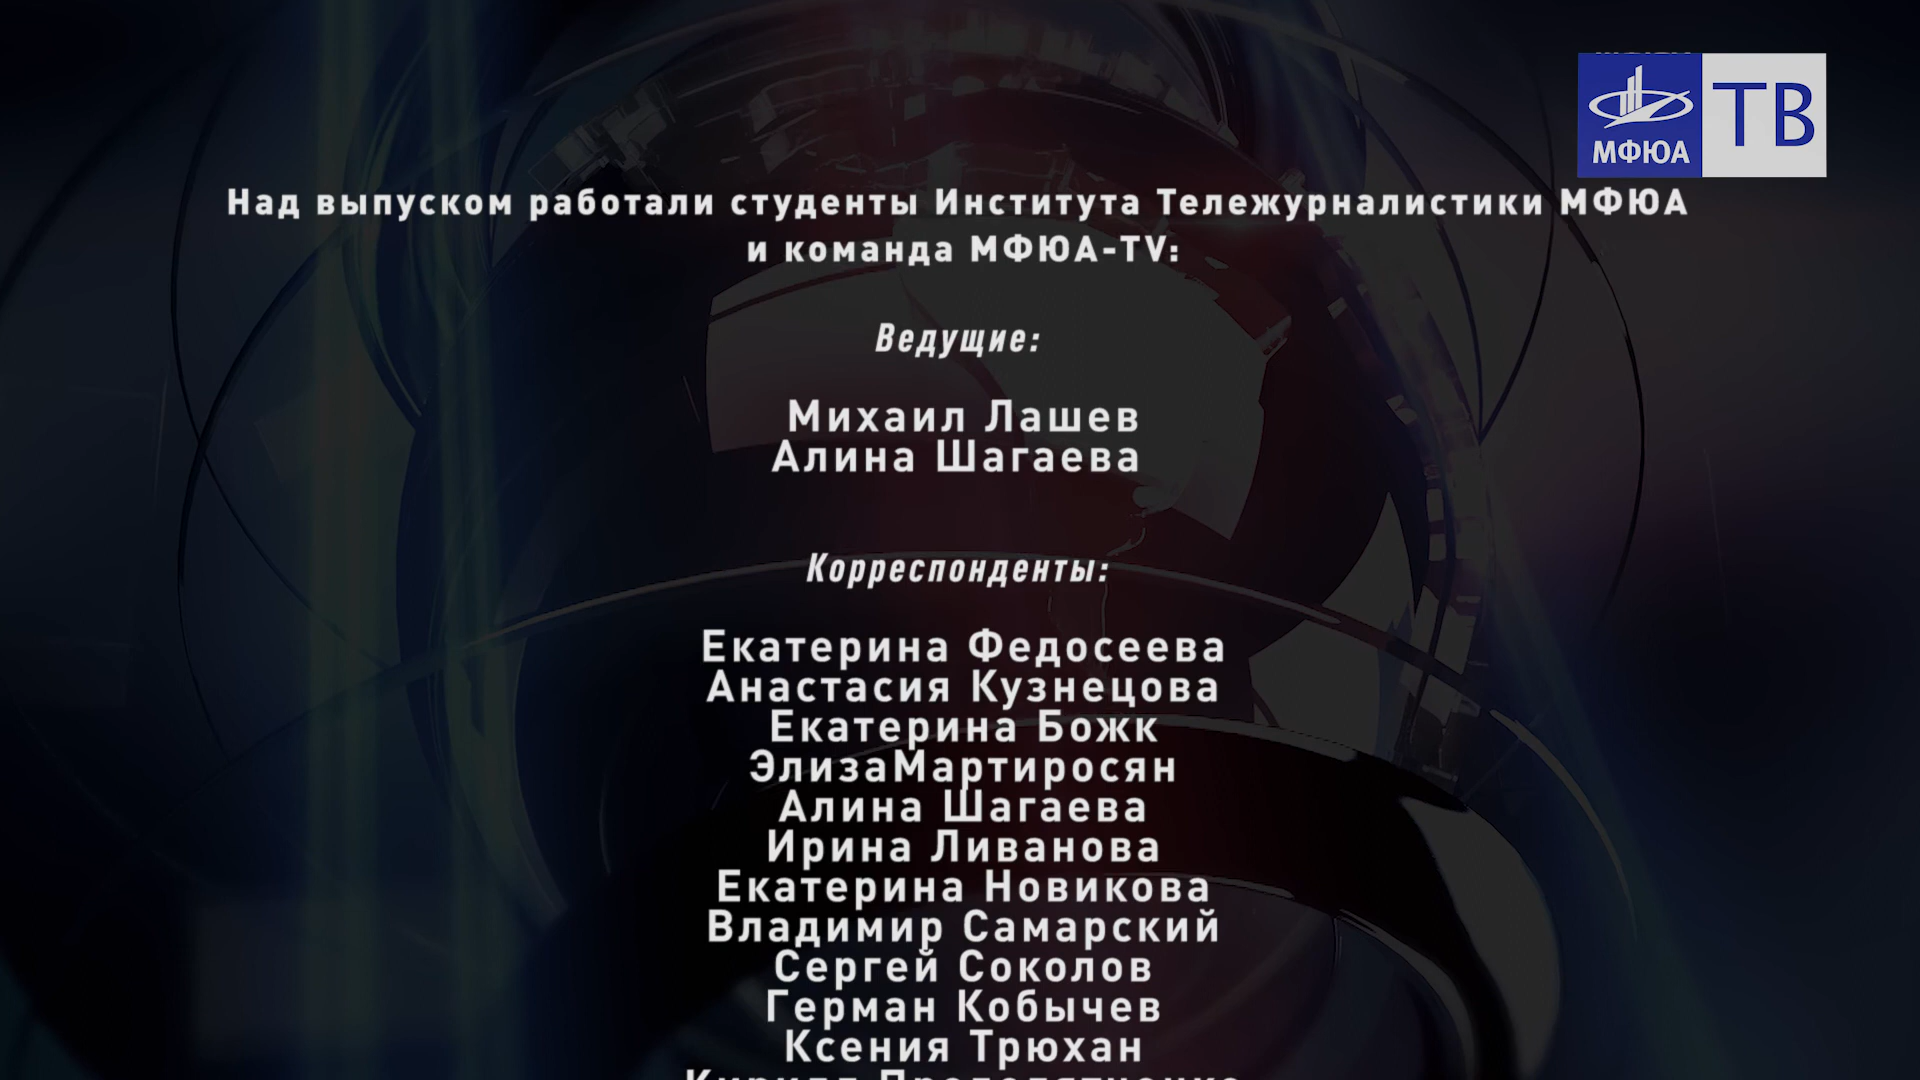 МФЮА ТВ
Над выпуском работали студенты Института Тележурналистики МФЮА
и команда МФЮА-TV:
Ведущие:
Михаил Лашев
Алина Шагаева
Корреспонденты:
Екатерина Федосеева
Анастасия Кузнецова
Екатерина Божк
ЭлизаМартиросян
Алина Шагаева
Ирина Ливанова
Екатерина Новикова
Владимир Самарский
Сергей Соколов
Герман Кобычев
Ксения Трюхан
Кирилл